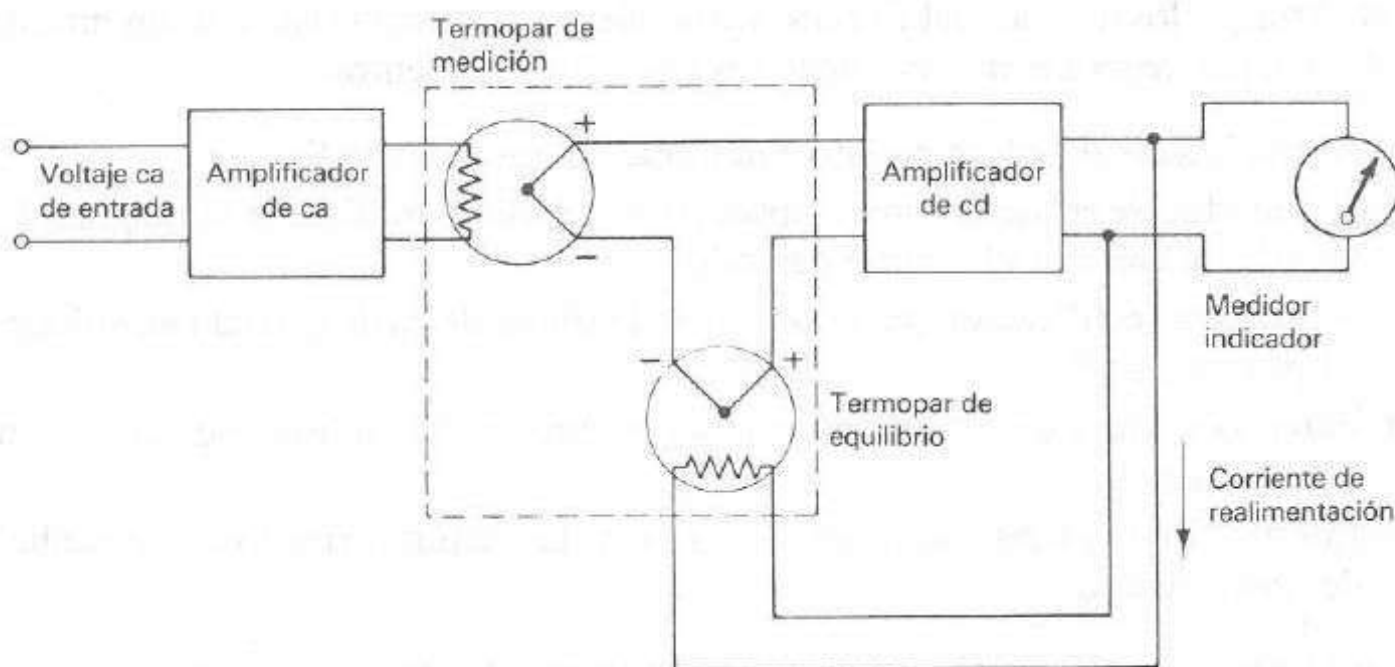 Termopar de
medición
+
Voltaje ca
de entrada
Amplificador
de ca
Amplificador
de cd
−
Medidor
indicador
−
+
Termopar de
equilibrio
Corriente de
realimentación